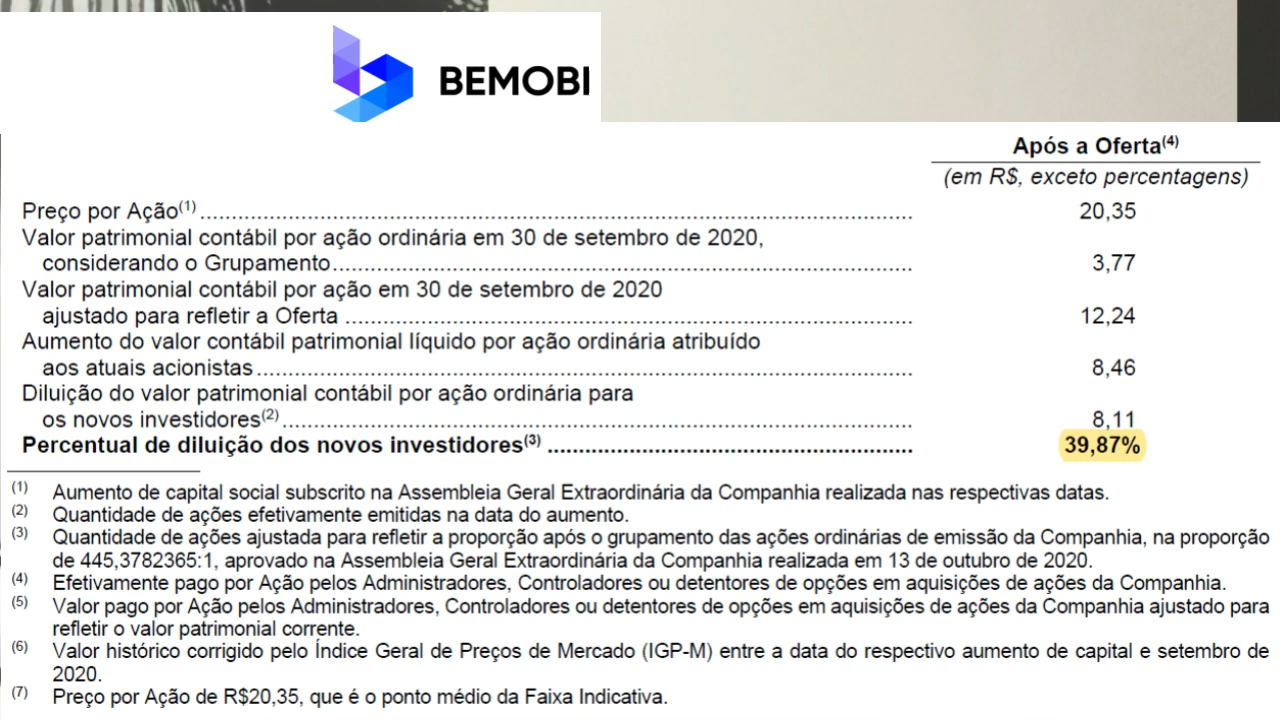 BEMOBI
Após a Oferta(4)
(em R$, exceto percentagens)
Preço por Ação(1) ........................................ 20,35
Valor patrimonial contábil por ação ordinária em 30 de setembro de 2020,
considerando o Grupamento ........................................ 3,77
Valor patrimonial contábil por ação em 30 de setembro de 2020
ajustado para refletir a Oferta ........................................ 12,24
Aumento do valor contábil patrimonial líquido por ação ordinária atribuído
aos atuais acionistas ........................................ 8,46
Diluição do valor patrimonial contábil por ação ordinária para
os novos investidores(2) ........................................ 8,11
Percentual de diluição dos novos investidores(3) ........................................ 39,87%
(1) Aumento de capital social subscrito na Assembleia Geral Extraordinária da Companhia realizada nas respectivas datas.
(2) Quantidade de ações efetivamente emitidas na data do aumento.
(3) Quantidade de ações ajustada para refletir a proporção após o grupamento das ações ordinárias de emissão da Companhia, na proporção
de 445,3782365:1, aprovado na Assembleia Geral Extraordinária da Companhia realizada em 13 de outubro de 2020.
(4) Efetivamente pago por Ação pelos Administradores, Controladores ou detentores de opções em aquisições de ações da Companhia.
(5) Valor pago por Ação pelos Administradores, Controladores ou detentores de opções em aquisições de ações da Companhia ajustado para
refletir o valor patrimonial corrente.
(6) Valor histórico corrigido pelo Índice Geral de Preços de Mercado (IGP-M) entre a data do respectivo aumento de capital e setembro de
2020.
(7) Preço por Ação de R$20,35, que é o ponto médio da Faixa Indicativa.